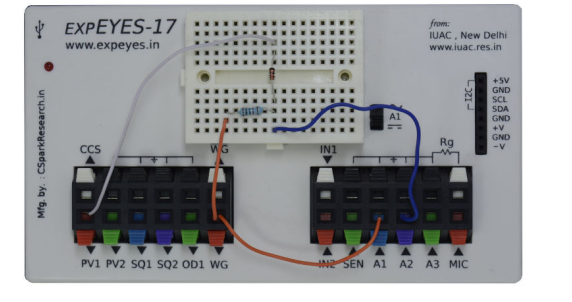 EXPEYES-17
www.expeyes.in
from:
IUAC , New Delhi
www.iuac.res.in
Mfg. by. : CSparkResearch.in
I2C
+5V
GND
SCL
SDA
GND
+V
GND
−V
A1
CCS
+
WG
IN1
+
Rg
PV1 PV2 SQ1 SQ2 OD1 WG
IN2 SEN A1 A2 A3 MIC